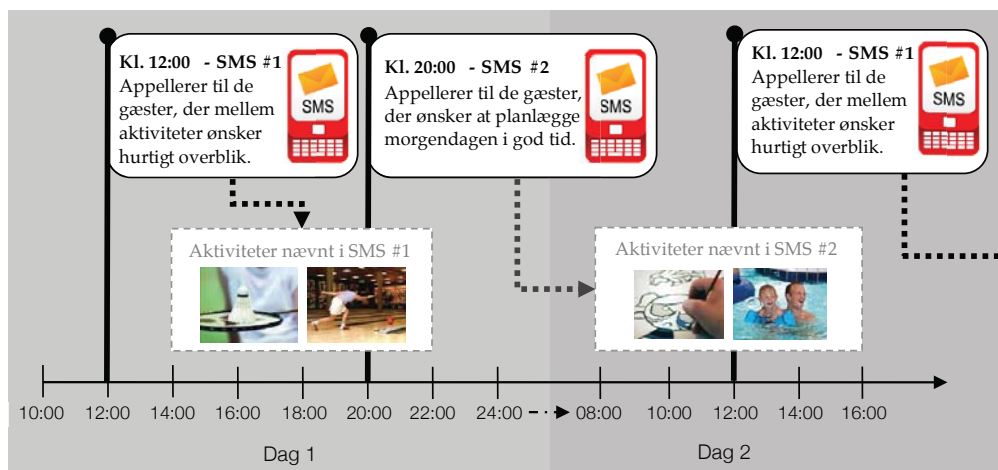 Kl. 12:00 - SMS #1
Appellerer til de
gæster, der mellem
aktiviteter ønsker
hurtigt overblik.
SMS
Kl. 20:00 - SMS #2
Appellerer til de gæster,
der ønsker at planlægge
morgendagen i god tid.
SMS
Kl. 12:00 - SMS #1
Appellerer til de
gæster, der mellem
aktiviteter ønsker
hurtigt overblik.
SMS
Aktiviteter nævnt i SMS #1
Aktiviteter nævnt i SMS #2
10:00 12:00 14:00 16:00 18:00 20:00 22:00 24:00 08:00 10:00 12:00 14:00 16:00
Dag 1 Dag 2